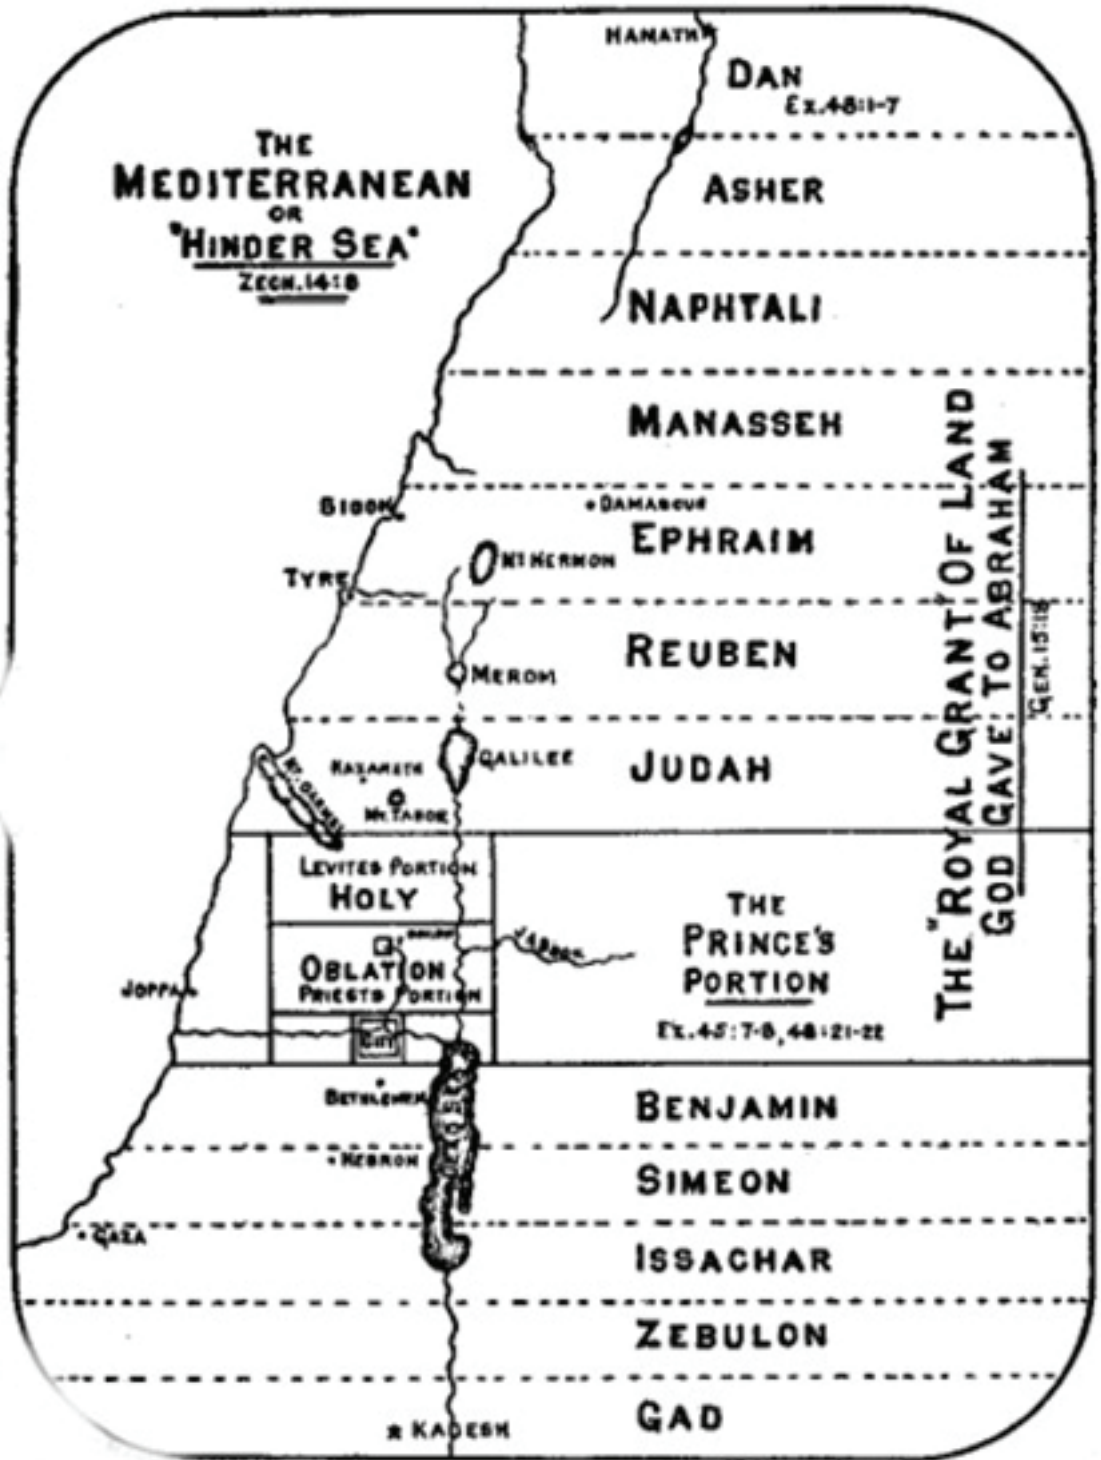 HAMATH
DAN
Ez.48:1-7
THE
MEDITERRANEAN
OR
"HINDER SEA"
ZECH.14:8
ASHER
NAPHTALI
MANASSEH
SIDON
DAMASCUS
EPHRAIM
MT HERMON
TYRE
REUBEN
MEROM
THE "ROYAL GRANT" OF LAND
GOD GAVE TO ABRAHAM
GEN.15:18
MT. CARMEL
NAZARETH
GALILEE
JUDAH
MT. TABOR
LEVITES PORTION
HOLY
THE
PRINCE'S
PORTION
Ez.45:7-8, 48:21-22
JABBOK
OBLATION
PRIESTS PORTION
JOPPA
CITY
BETHLEHEM
DEAD SEA
BENJAMIN
HEBRON
SIMEON
GAZA
ISSACHAR
ZEBULON
GAD
KADESH